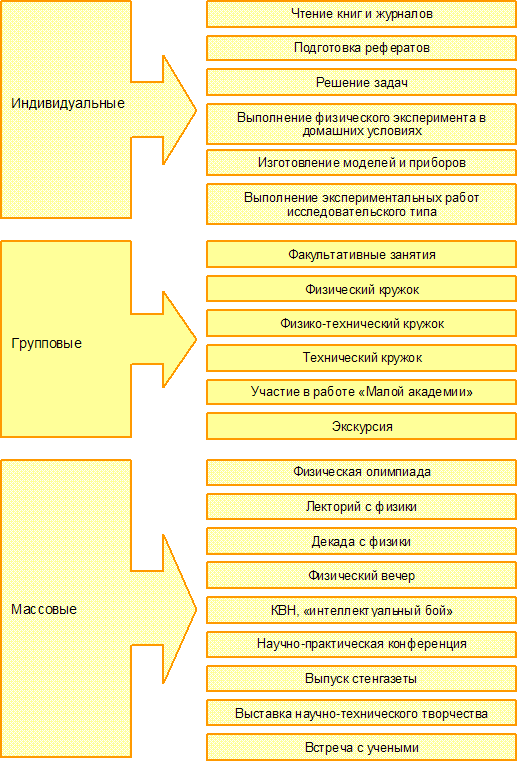 Индивидуальные
Чтение книг и журналов
Подготовка рефератов
Решение задач
Выполнение физического эксперимента в
домашних условиях
Изготовление моделей и приборов
Выполнение экспериментальных работ
исследовательского типа
Групповые
Факультативные занятия
Физический кружок
Физико-технический кружок
Технический кружок
Участие в работе «Малой академии»
Экскурсия
Массовые
Физическая олимпиада
Лекторий с физики
Декада с физики
Физический вечер
КВН, «интеллектуальный бой»
Научно-практическая конференция
Выпуск стенгазеты
Выставка научно-технического творчества
Встреча с учеными